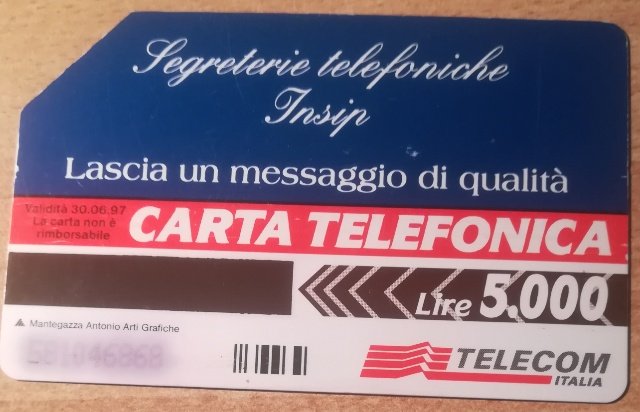 Segreterie telefoniche
Insip
Lascia un messaggio di qualità
Validità 30.06.97
La carta non è
rimborsabile
CARTA TELEFONICA
Lire 5.000
Mantegazza Antonio Arti Grafiche
TELECOM
ITALIA